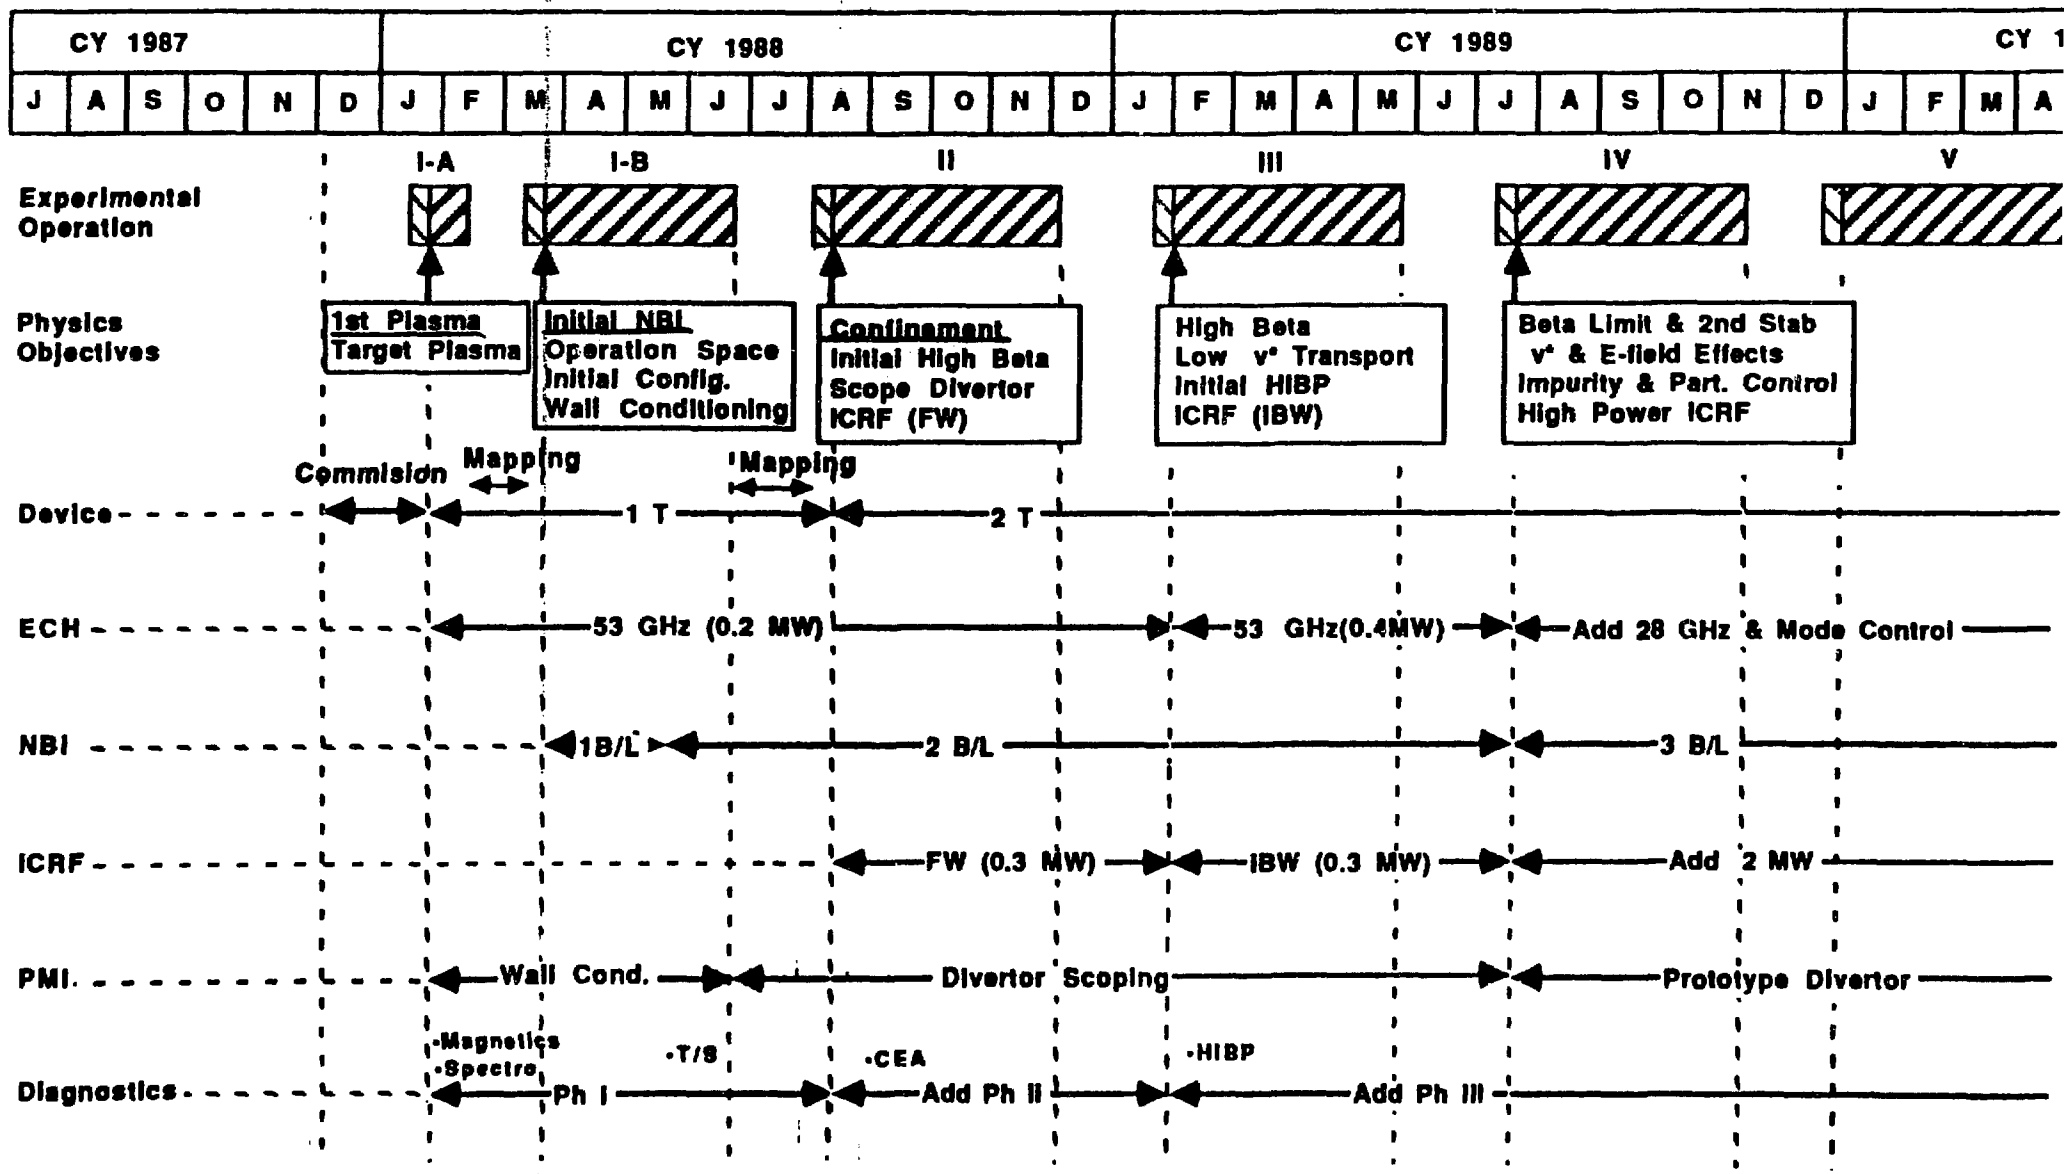 CY 1987 CY 1988 CY 1989 CY 1
J A S O N D J F M A M J J A S O N D J F M A M J J A S O N D J F M A
I-A I-B II III IV V
Experimental
Operation
Physics
Objectives
1st Plasma
Target Plasma
Initial NBI
Operation Space
Initial Config.
Wall Conditioning
Confinament
Initial High Beta
Scope Divertor
ICRF (FW)
High Beta
Low v* Transport
Initial HIBP
ICRF (IBW)
Beta Limit & 2nd Stab
v* & E-field Effects
Impurity & Part. Control
High Power ICRF
Commision Mapping Mapping
Device 1 T 2 T
ECH 53 GHz (0.2 MW) 53 GHz(0.4MW) Add 28 GHz & Mode Control
NBI 1B/L 2 B/L 3 B/L
ICRF FW (0.3 MW) IBW (0.3 MW) Add 2 MW
PMI. Wall Cond. Divertor Scoping Prototype Divertor
•Magnetics
•Spectro
•T/S
•CEA
•HIBP
Diagnostics Ph I Add Ph II Add Ph III